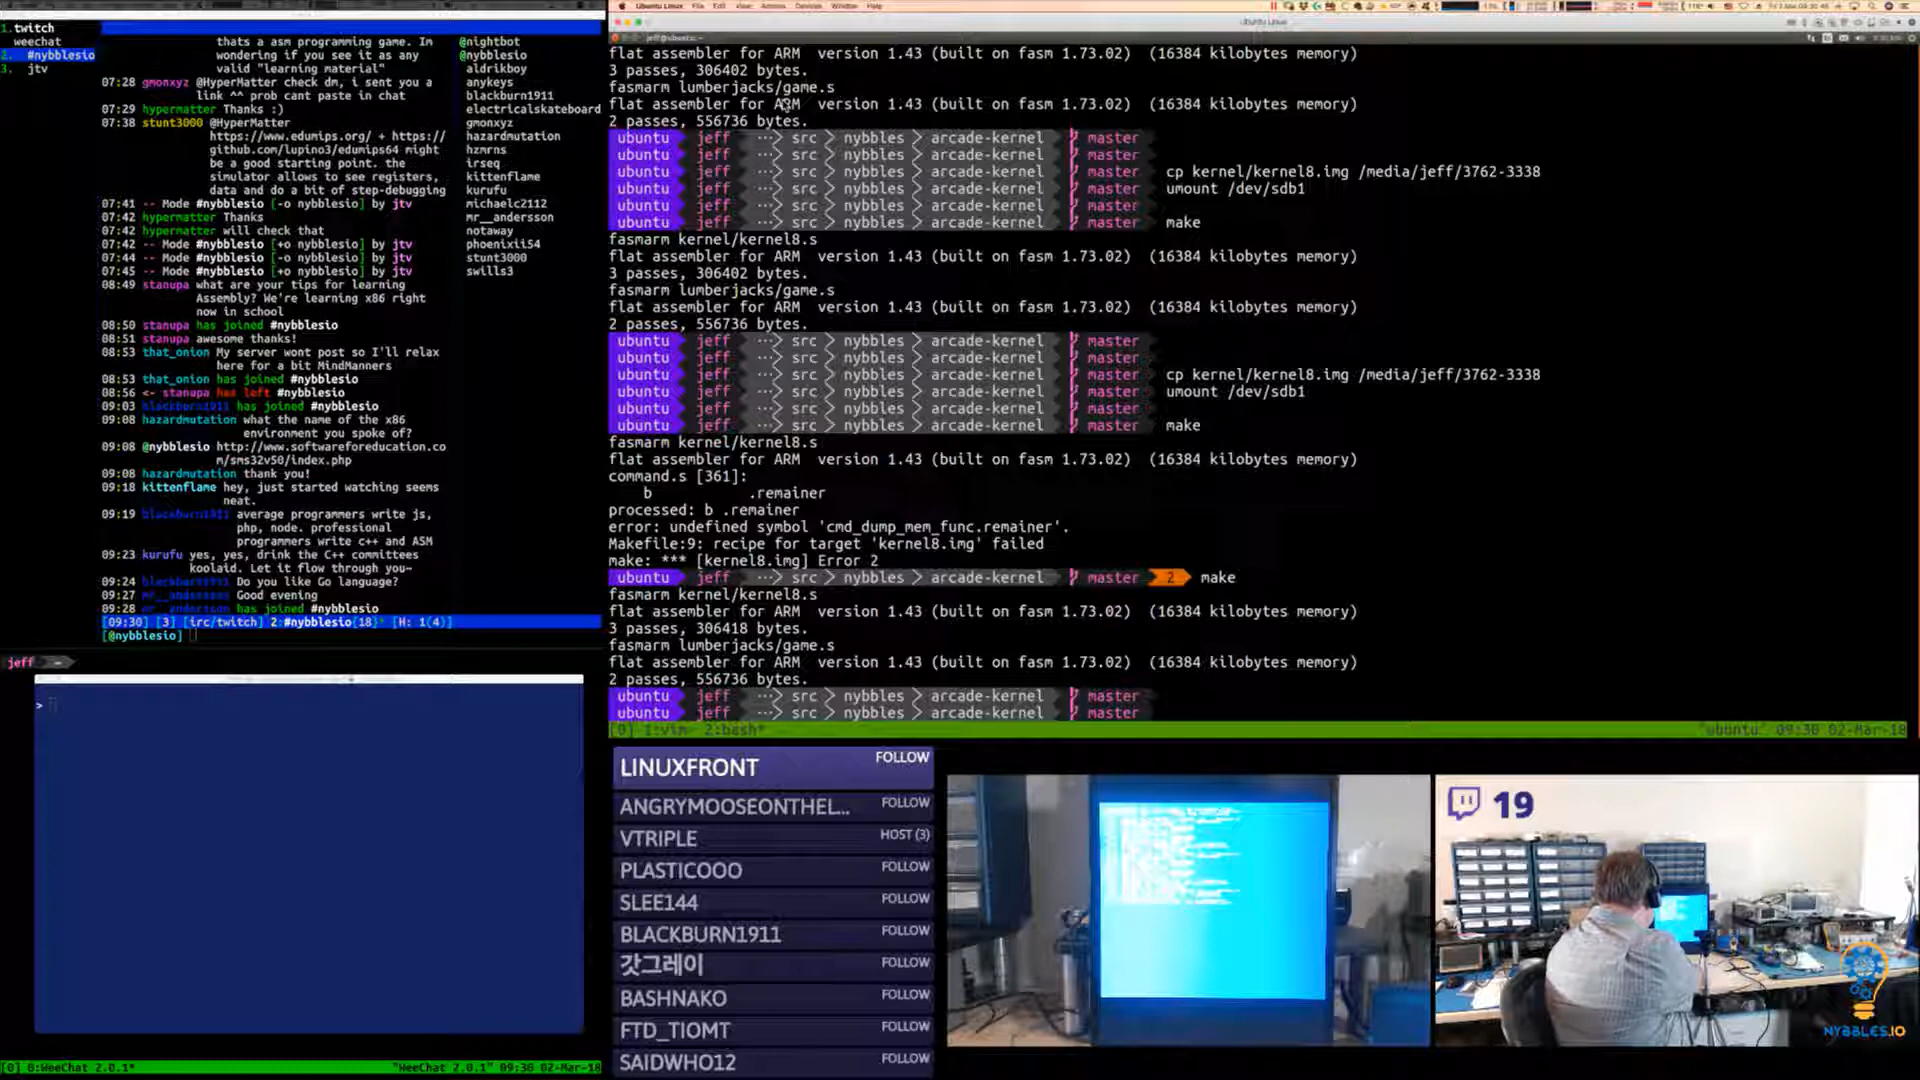 1.twitch
weechat
2. #nybblesio
3. jtv
thats a asm programming game. Im
wondering if you see it as any
valid "learning material"
07:28 gmonxyz @HyperMatter check dm, i sent you a
link ^^ prob cant paste in chat
07:29 hypermatter Thanks :)
07:38 stunt3000 @HyperMatter
https://www.edumips.org/ + https://
github.com/lupino3/edumips64 might
be a good starting point. the
simulator allows to see registers,
data and do a bit of step-debugging
07:41 -- Mode #nybblesio [-o nybblesio] by jtv
07:42 hypermatter Thanks
07:42 hypermatter will check that
07:42 -- Mode #nybblesio [+o nybblesio] by jtv
07:44 -- Mode #nybblesio [-o nybblesio] by jtv
07:45 -- Mode #nybblesio [+o nybblesio] by jtv
08:49 stanupa what are your tips for learning
Assembly? We're learning x86 right
now in school
08:50 stanupa has joined #nybblesio
08:51 stanupa awesome thanks!
08:53 that_onion My server wont post so I'll relax
here for a bit MindManners
08:53 that_onion has joined #nybblesio
08:56 <- stanupa has left #nybblesio
09:03 blackburn1911 has joined #nybblesio
09:08 hazardmutation what the name of the x86
environment you spoke of?
09:08 @nybblesio http://www.softwareforeducation.co
m/sms32v50/index.php
09:08 hazardmutation thank you!
09:18 kittenflame hey, just started watching seems
neat.
09:19 blackburn1911 average programmers write js,
php, node. professional
programmers write c++ and ASM
09:23 kurufu yes, yes, drink the C++ committees
koolaid. Let it flow through you~
09:24 blackburn1911 Do you like Go language?
09:27 mr__andersson Good evening
09:28 mr__andersson has joined #nybblesio
[09:30] [3] [irc/twitch] 2:#nybblesio{18}* [H: 1(4)]
[@nybblesio]
@nightbot
@nybblesio
aldrikboy
anykeys
blackburn1911
electricalskateboard
gmonxyz
hazardmutation
hzmrns
irseq
kittenflame
kurufu
michaelc2112
mr__andersson
notaway
phoenixii54
stunt3000
swills3
jeff ~
>
[0] 0:WeeChat 2.0.1* "WeeChat 2.0.1" 09:30 02-Mar-18
Ubuntu Linux File Edit View Actions Devices Window Help
Ubuntu Linux
flat assembler for ARM version 1.43 (built on fasm 1.73.02) (16384 kilobytes memory)
3 passes, 306402 bytes.
fasmarm lumberjacks/game.s
flat assembler for ARM version 1.43 (built on fasm 1.73.02) (16384 kilobytes memory)
2 passes, 556736 bytes.
ubuntu jeff ··· src nybbles arcade-kernel master
ubuntu jeff ··· src nybbles arcade-kernel master
ubuntu jeff ··· src nybbles arcade-kernel master cp kernel/kernel8.img /media/jeff/3762-3338
ubuntu jeff ··· src nybbles arcade-kernel master umount /dev/sdb1
ubuntu jeff ··· src nybbles arcade-kernel master
ubuntu jeff ··· src nybbles arcade-kernel master make
fasmarm kernel/kernel8.s
flat assembler for ARM version 1.43 (built on fasm 1.73.02) (16384 kilobytes memory)
3 passes, 306402 bytes.
fasmarm lumberjacks/game.s
flat assembler for ARM version 1.43 (built on fasm 1.73.02) (16384 kilobytes memory)
2 passes, 556736 bytes.
ubuntu jeff ··· src nybbles arcade-kernel master
ubuntu jeff ··· src nybbles arcade-kernel master
ubuntu jeff ··· src nybbles arcade-kernel master cp kernel/kernel8.img /media/jeff/3762-3338
ubuntu jeff ··· src nybbles arcade-kernel master umount /dev/sdb1
ubuntu jeff ··· src nybbles arcade-kernel master
ubuntu jeff ··· src nybbles arcade-kernel master make
fasmarm kernel/kernel8.s
flat assembler for ARM version 1.43 (built on fasm 1.73.02) (16384 kilobytes memory)
command.s [361]:
b .remainer
processed: b .remainer
error: undefined symbol 'cmd_dump_mem_func.remainer'.
Makefile:9: recipe for target 'kernel8.img' failed
make: *** [kernel8.img] Error 2
ubuntu jeff ··· src nybbles arcade-kernel master 2 make
fasmarm kernel/kernel8.s
flat assembler for ARM version 1.43 (built on fasm 1.73.02) (16384 kilobytes memory)
3 passes, 306418 bytes.
fasmarm lumberjacks/game.s
flat assembler for ARM version 1.43 (built on fasm 1.73.02) (16384 kilobytes memory)
2 passes, 556736 bytes.
ubuntu jeff ··· src nybbles arcade-kernel master
ubuntu jeff ··· src nybbles arcade-kernel master
[0] 1:vim- 2:bash* "ubuntu" 09:30 02-Mar-18
LINUXFRONT FOLLOW
ANGRYMOOSEONTHEL... FOLLOW
VTRIPLE HOST (3)
PLASTICOOO FOLLOW
SLEE144 FOLLOW
BLACKBURN1911 FOLLOW
갓그레이 FOLLOW
BASHNAKO FOLLOW
FTD_TIOMT FOLLOW
SAIDWHO12 FOLLOW
19
NYBBLES.IO